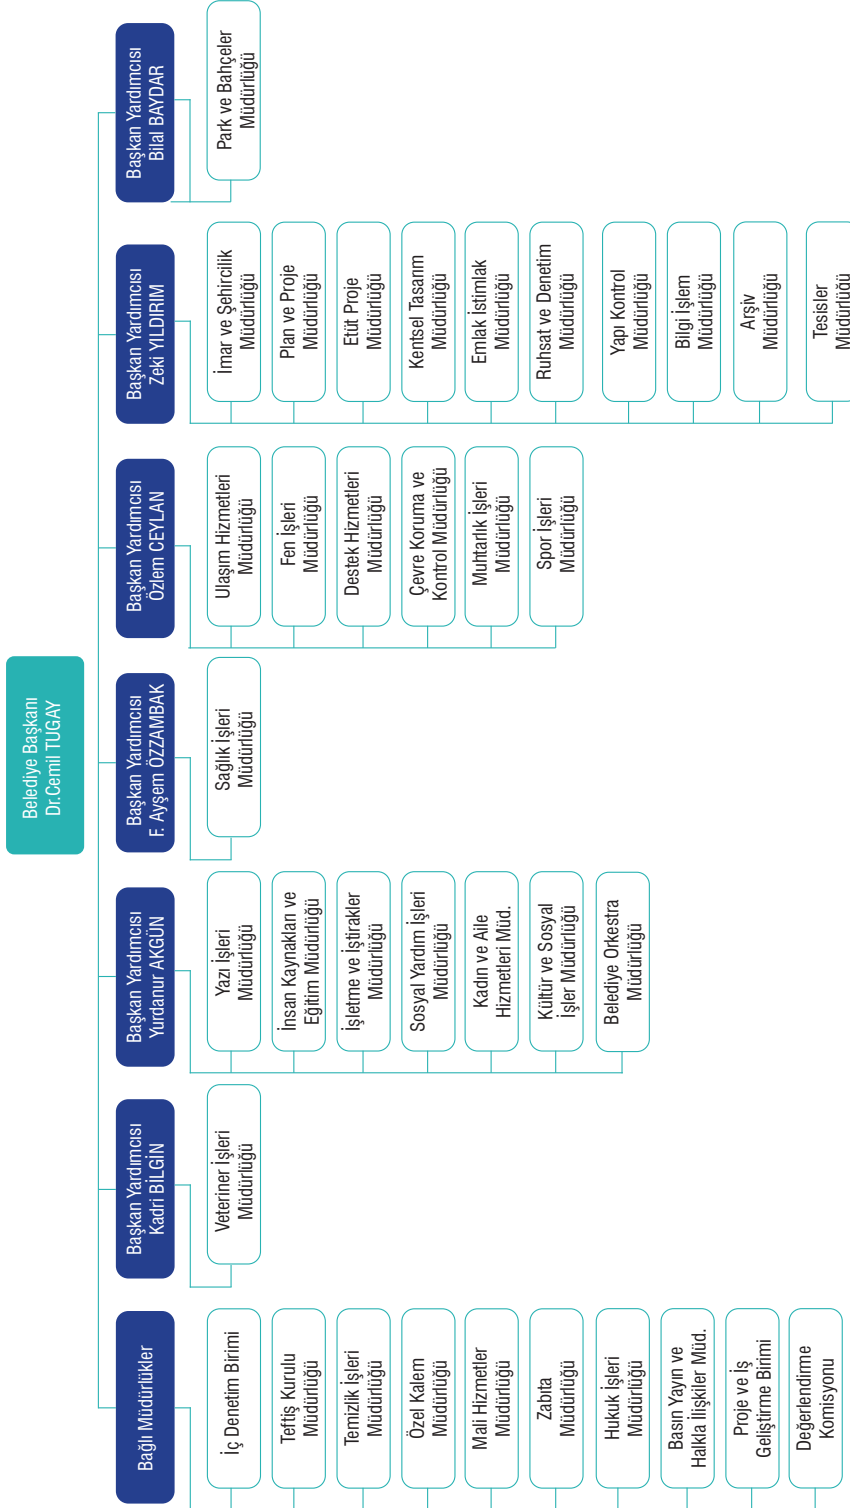 Belediye Başkanı
Dr.Cemil TUGAY
Bağlı Müdürlükler
İç Denetim Birimi
Teftiş Kurulu
Müdürlüğü
Temizlik İşleri
Müdürlüğü
Özel Kalem
Müdürlüğü
Mali Hizmetler
Müdürlüğü
Zabıta
Müdürlüğü
Hukuk İşleri
Müdürlüğü
Basın Yayın ve
Halkla İlişkiler Müd.
Proje ve İş
Geliştirme Birimi
Değerlendirme
Komisyonu
Başkan Yardımcısı
Kadri BİLGİN
Veteriner İşleri
Müdürlüğü
Başkan Yardımcısı
Yurdanur AKGÜN
Yazı İşleri
Müdürlüğü
İnsan Kaynakları ve
Eğitim Müdürlüğü
İşletme ve İştirakler
Müdürlüğü
Sosyal Yardım İşleri
Müdürlüğü
Kadın ve Aile
Hizmetleri Müd.
Kültür ve Sosyal
İşler Müdürlüğü
Belediye Orkestra
Müdürlüğü
Başkan Yardımcısı
F. Ayşem ÖZZAMBAK
Sağlık İşleri
Müdürlüğü
Başkan Yardımcısı
Özlem CEYLAN
Ulaşım Hizmetleri
Müdürlüğü
Fen İşleri
Müdürlüğü
Destek Hizmetleri
Müdürlüğü
Çevre Koruma ve
Kontrol Müdürlüğü
Muhtarlık İşleri
Müdürlüğü
Spor İşleri
Müdürlüğü
Başkan Yardımcısı
Zeki YILDIRIM
İmar ve Şehircilik
Müdürlüğü
Plan ve Proje
Müdürlüğü
Etüt Proje
Müdürlüğü
Kentsel Tasarım
Müdürlüğü
Emlak İstimlak
Müdürlüğü
Ruhsat ve Denetim
Müdürlüğü
Yapı Kontrol
Müdürlüğü
Bilgi İşlem
Müdürlüğü
Arşiv
Müdürlüğü
Tesisler
Müdürlüğü
Başkan Yardımcısı
Bilal BAYDAR
Park ve Bahçeler
Müdürlüğü